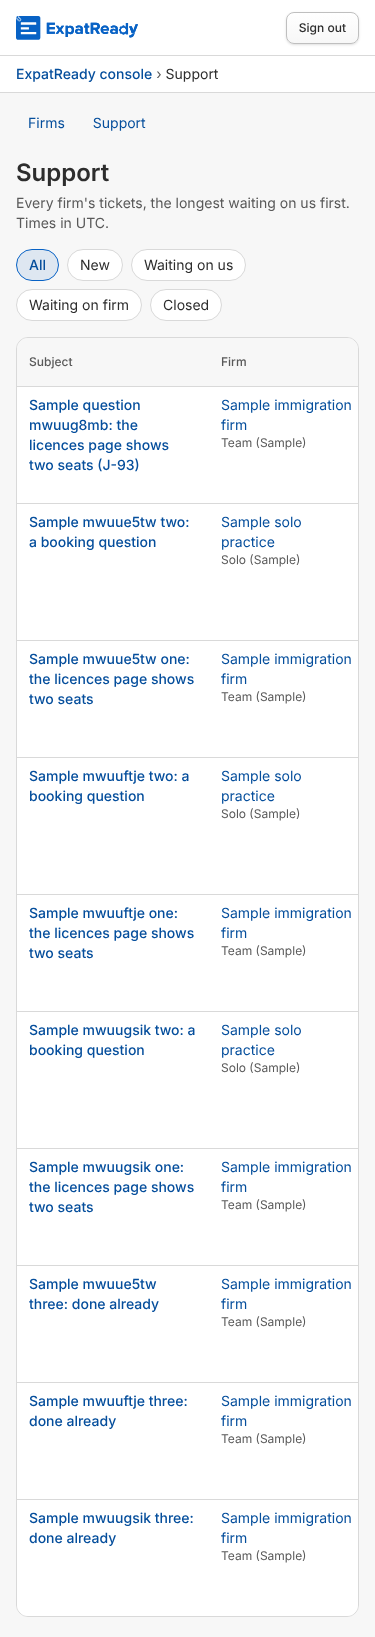 ExpatReady
Sign out
ExpatReady console › Support
Firms
Support
Support
Every firm's tickets, the longest waiting on us first.
Times in UTC.
All
New
Waiting on us
Waiting on firm
Closed
Subject
Firm
Sample question
mwuug8mb: the
licences page shows
two seats (J-93)
Sample immigration
firm
Team (Sample)
Sample mwuue5tw two:
a booking question
Sample solo
practice
Solo (Sample)
Sample mwuue5tw one:
the licences page shows
two seats
Sample immigration
firm
Team (Sample)
Sample mwuuftje two: a
booking question
Sample solo
practice
Solo (Sample)
Sample mwuuftje one:
the licences page shows
two seats
Sample immigration
firm
Team (Sample)
Sample mwuugsik two: a
booking question
Sample solo
practice
Solo (Sample)
Sample mwuugsik one:
the licences page shows
two seats
Sample immigration
firm
Team (Sample)
Sample mwuue5tw
three: done already
Sample immigration
firm
Team (Sample)
Sample mwuuftje three:
done already
Sample immigration
firm
Team (Sample)
Sample mwuugsik three:
done already
Sample immigration
firm
Team (Sample)